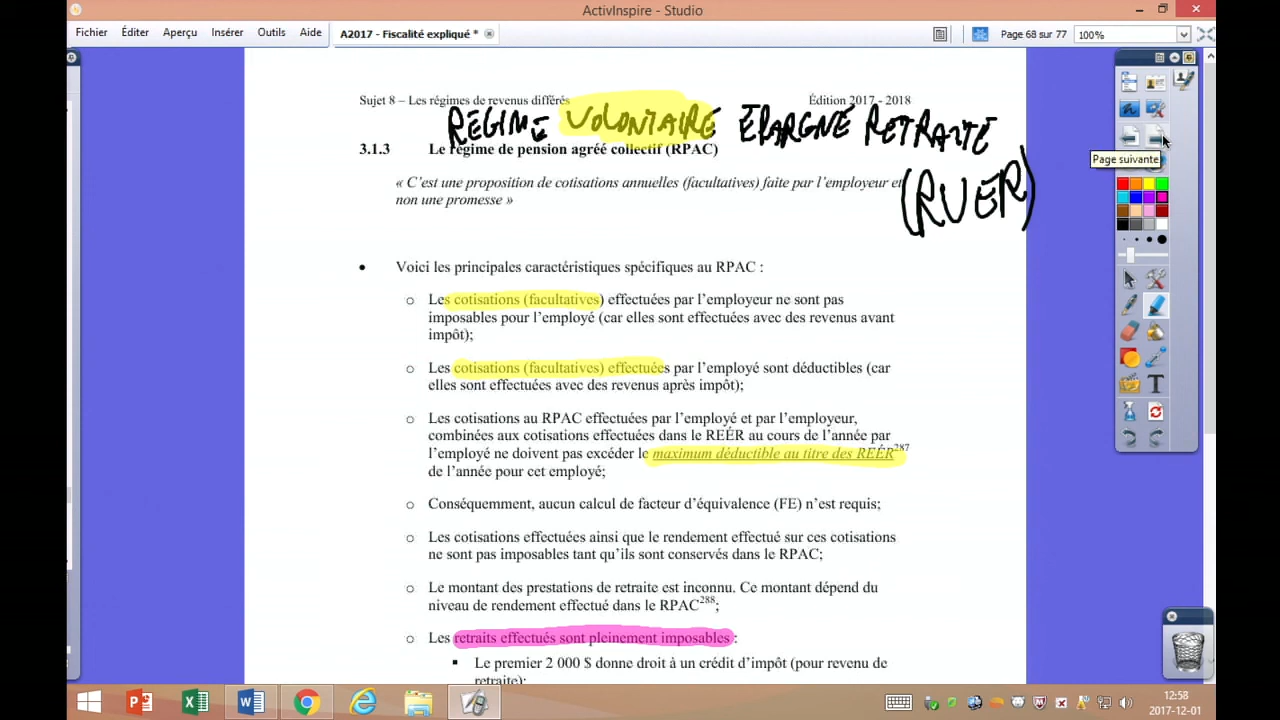 ActivInspire - Studio
Fichier Éditer Aperçu Insérer Outils Aide
A2017 - Fiscalité expliqué *
Page 68 sur 77
100%
Sujet 8 – Les régimes de revenus différés
Édition 2017 - 2018
RÉGIME VOLONTAIRE ÉPARGNE RETRAITE
(RVER)
3.1.3 Le régime de pension agréé collectif (RPAC)
« C’est une proposition de cotisations annuelles (facultatives) faite par l’employeur et
non une promesse »
Page suivante
• Voici les principales caractéristiques spécifiques au RPAC :
o Les cotisations (facultatives) effectuées par l’employeur ne sont pas
imposables pour l’employé (car elles sont effectuées avec des revenus avant
impôt);
o Les cotisations (facultatives) effectuées par l’employé sont déductibles (car
elles sont effectuées avec des revenus après impôt);
o Les cotisations au RPAC effectuées par l’employé et par l’employeur,
combinées aux cotisations effectuées dans le REÉR au cours de l’année par
l’employé ne doivent pas excéder le maximum déductible au titre des REÉR287
de l’année pour cet employé;
o Conséquemment, aucun calcul de facteur d’équivalence (FE) n’est requis;
o Les cotisations effectuées ainsi que le rendement effectué sur ces cotisations
ne sont pas imposables tant qu’ils sont conservés dans le RPAC;
o Le montant des prestations de retraite est inconnu. Ce montant dépend du
niveau de rendement effectué dans le RPAC288;
o Les retraits effectués sont pleinement imposables :
▪ Le premier 2 000 $ donne droit à un crédit d’impôt (pour revenu de
retraite);
12:58
2017-12-01